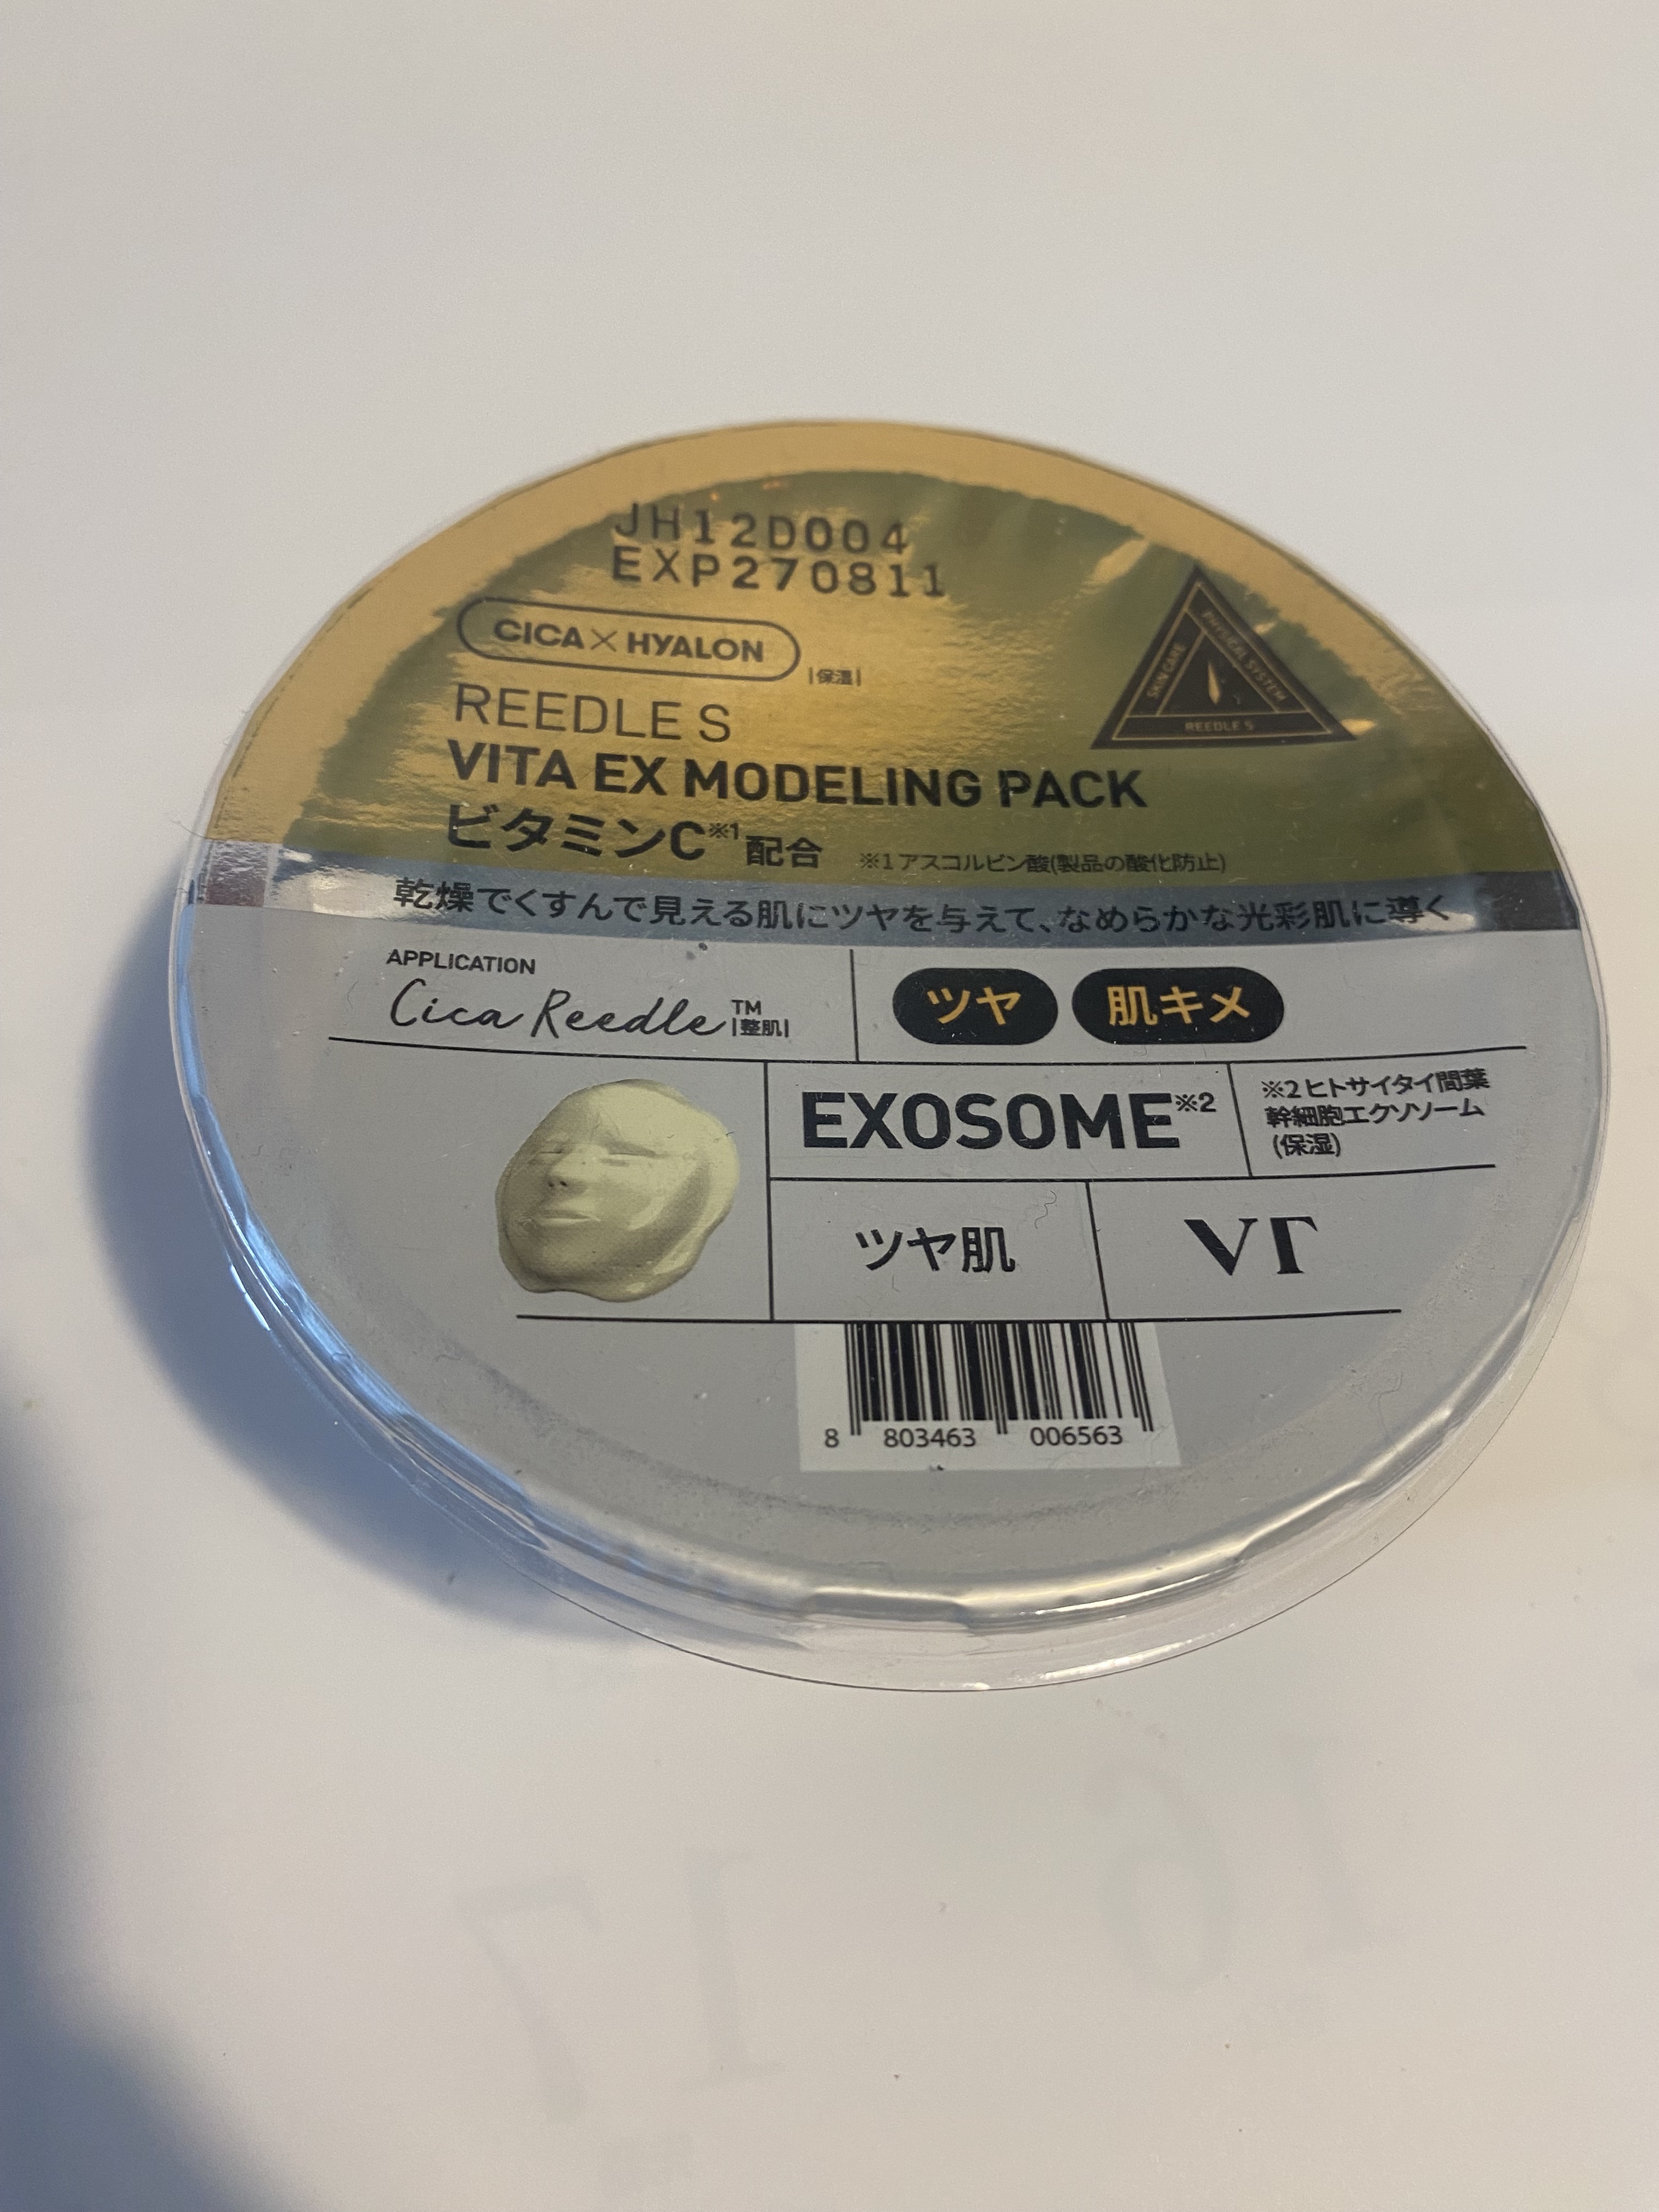 JH12D004
EXP270811
CICA×HYALON
|保湿|
REEDLE S
VITA EX MODELING PACK
ビタミンC※1配合 ※1 アスコルビン酸(製品の酸化防止)
SKIN CARE
PHYSICAL SYSTEM
REEDLE S
乾燥でくすんで見える肌にツヤを与えて、なめらかな光彩肌に導く
APPLICATION
Cica Reedle™
|整肌|
ツヤ 肌キメ
EXOSOME※2
※2 ヒトサイタイ間葉
幹細胞エクソソーム
(保湿)
ツヤ肌
VT
8 803463 006563